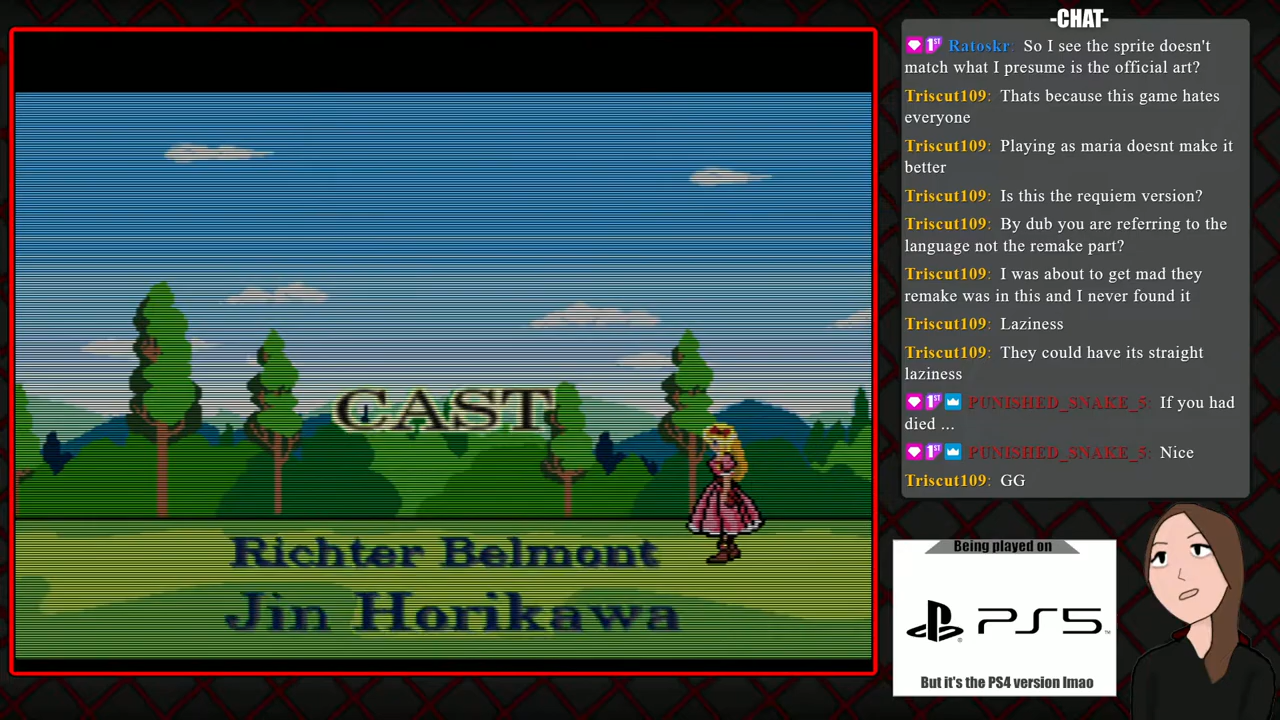 -CHAT-
Ratoskr: So I see the sprite doesn't
match what I presume is the official art?
Triscut109: Thats because this game hates
everyone
Triscut109: Playing as maria doesnt make it
better
Triscut109: Is this the requiem version?
Triscut109: By dub you are referring to the
language not the remake part?
Triscut109: I was about to get mad they
remake was in this and I never found it
Triscut109: Laziness
Triscut109: They could have its straight
laziness
PUNISHED_SNAKE_5: If you had
died ...
PUNISHED_SNAKE_5: Nice
Triscut109: GG
CAST
Richter Belmont
Jin Horikawa
Being played on
PS5
But it's the PS4 version lmao